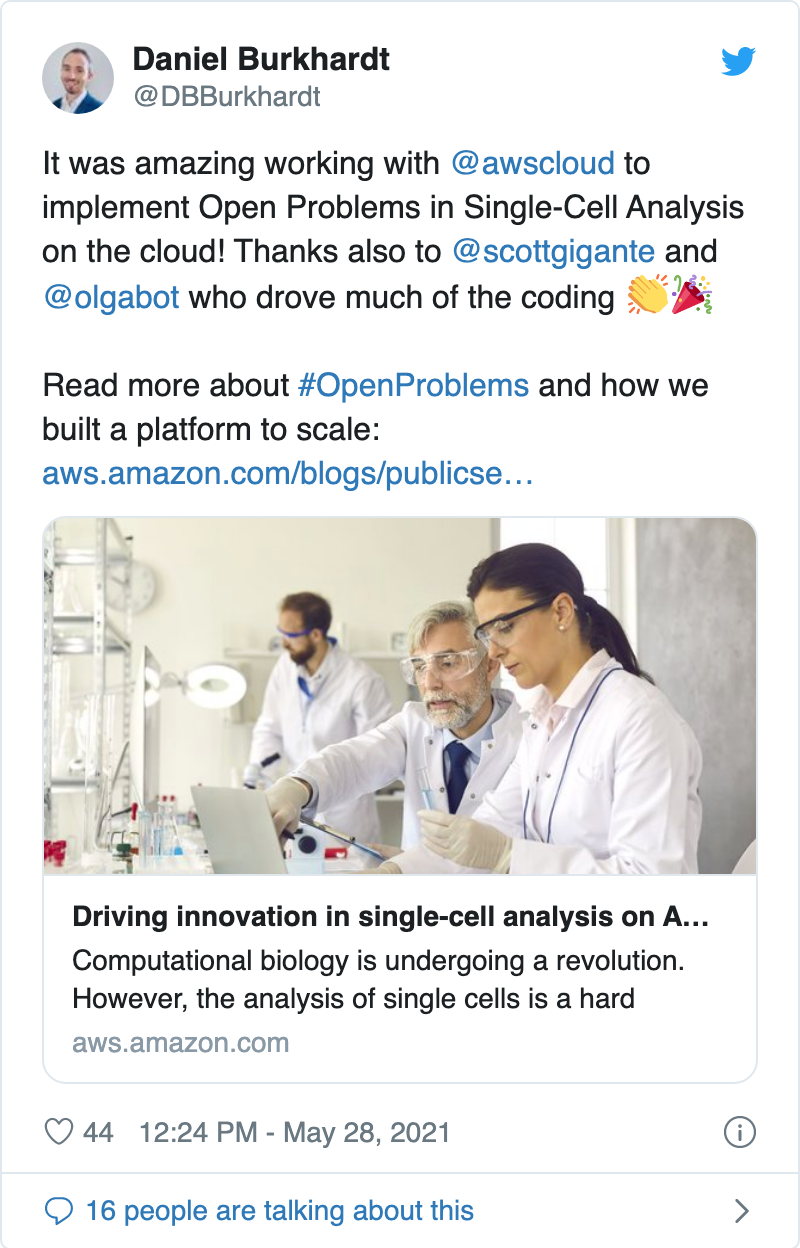 Daniel Burkhardt
@DBBurkhardt
It was amazing working with @awscloud to
implement Open Problems in Single-Cell Analysis
on the cloud! Thanks also to @scottgigante and
@olgabot who drove much of the coding 👏🎉
Read more about #OpenProblems and how we
built a platform to scale:
aws.amazon.com/blogs/publicse…
Driving innovation in single-cell analysis on A…
Computational biology is undergoing a revolution.
However, the analysis of single cells is a hard
aws.amazon.com
44 12:24 PM - May 28, 2021
16 people are talking about this